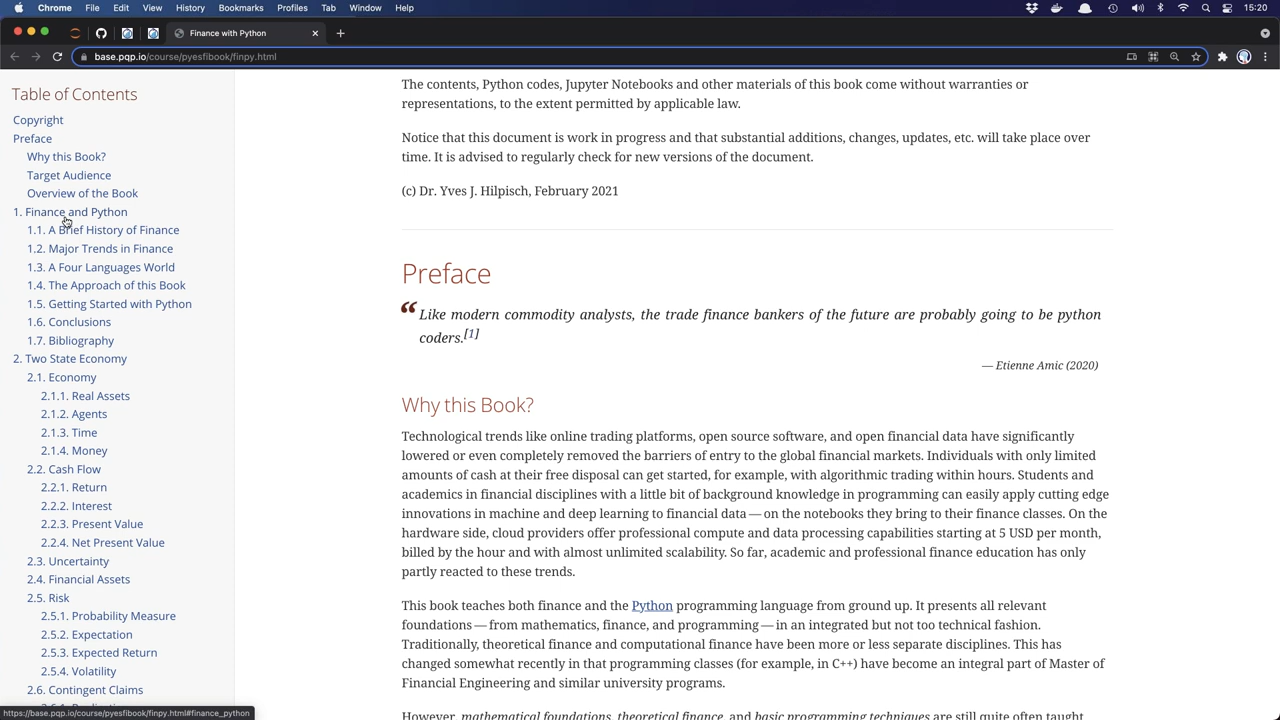 Chrome File Edit View History Bookmarks Profiles Tab Window Help 15:20
Finance with Python
base.pqp.io/course/pyesfibook/finpy.html
Table of Contents
Copyright
Preface
Why this Book?
Target Audience
Overview of the Book
1. Finance and Python
1.1. A Brief History of Finance
1.2. Major Trends in Finance
1.3. A Four Languages World
1.4. The Approach of this Book
1.5. Getting Started with Python
1.6. Conclusions
1.7. Bibliography
2. Two State Economy
2.1. Economy
2.1.1. Real Assets
2.1.2. Agents
2.1.3. Time
2.1.4. Money
2.2. Cash Flow
2.2.1. Return
2.2.2. Interest
2.2.3. Present Value
2.2.4. Net Present Value
2.3. Uncertainty
2.4. Financial Assets
2.5. Risk
2.5.1. Probability Measure
2.5.2. Expectation
2.5.3. Expected Return
2.5.4. Volatility
2.6. Contingent Claims
https://base.pqp.io/course/pyesfibook/finpy.html#finance_python
The contents, Python codes, Jupyter Notebooks and other materials of this book come without warranties or
representations, to the extent permitted by applicable law.
Notice that this document is work in progress and that substantial additions, changes, updates, etc. will take place over
time. It is advised to regularly check for new versions of the document.
(c) Dr. Yves J. Hilpisch, February 2021
Preface
“ Like modern commodity analysts, the trade finance bankers of the future are probably going to be python
coders.[1]
— Etienne Amic (2020)
Why this Book?
Technological trends like online trading platforms, open source software, and open financial data have significantly
lowered or even completely removed the barriers of entry to the global financial markets. Individuals with only limited
amounts of cash at their free disposal can get started, for example, with algorithmic trading within hours. Students and
academics in financial disciplines with a little bit of background knowledge in programming can easily apply cutting edge
innovations in machine and deep learning to financial data — on the notebooks they bring to their finance classes. On the
hardware side, cloud providers offer professional compute and data processing capabilities starting at 5 USD per month,
billed by the hour and with almost unlimited scalability. So far, academic and professional finance education has only
partly reacted to these trends.
This book teaches both finance and the Python programming language from ground up. It presents all relevant
foundations — from mathematics, finance, and programming — in an integrated but not too technical fashion.
Traditionally, theoretical finance and computational finance have been more or less separate disciplines. This has
changed somewhat recently in that programming classes (for example, in C++) have become an integral part of Master of
Financial Engineering and similar university programs.
However, mathematical foundations, theoretical finance, and basic programming techniques are still quite often taught